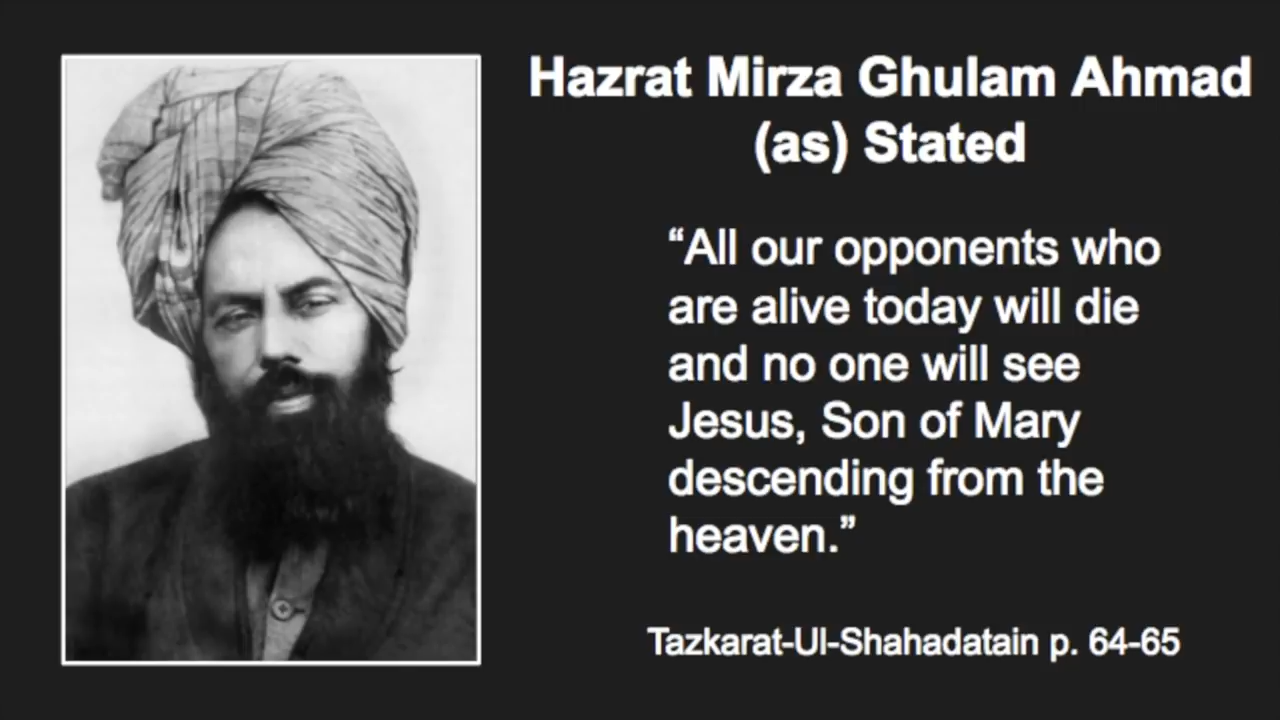 Hazrat Mirza Ghulam Ahmad
(as) Stated
“All our opponents who
are alive today will die
and no one will see
Jesus, Son of Mary
descending from the
heaven.”
Tazkarat-Ul-Shahadatain p. 64-65